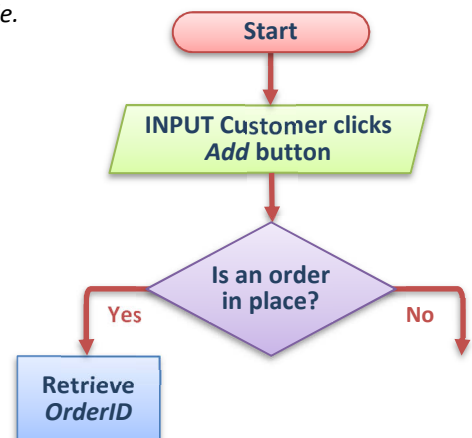 e.
Start
INPUT Customer clicks
Add button
Is an order
in place?
Yes
No
Retrieve
OrderID